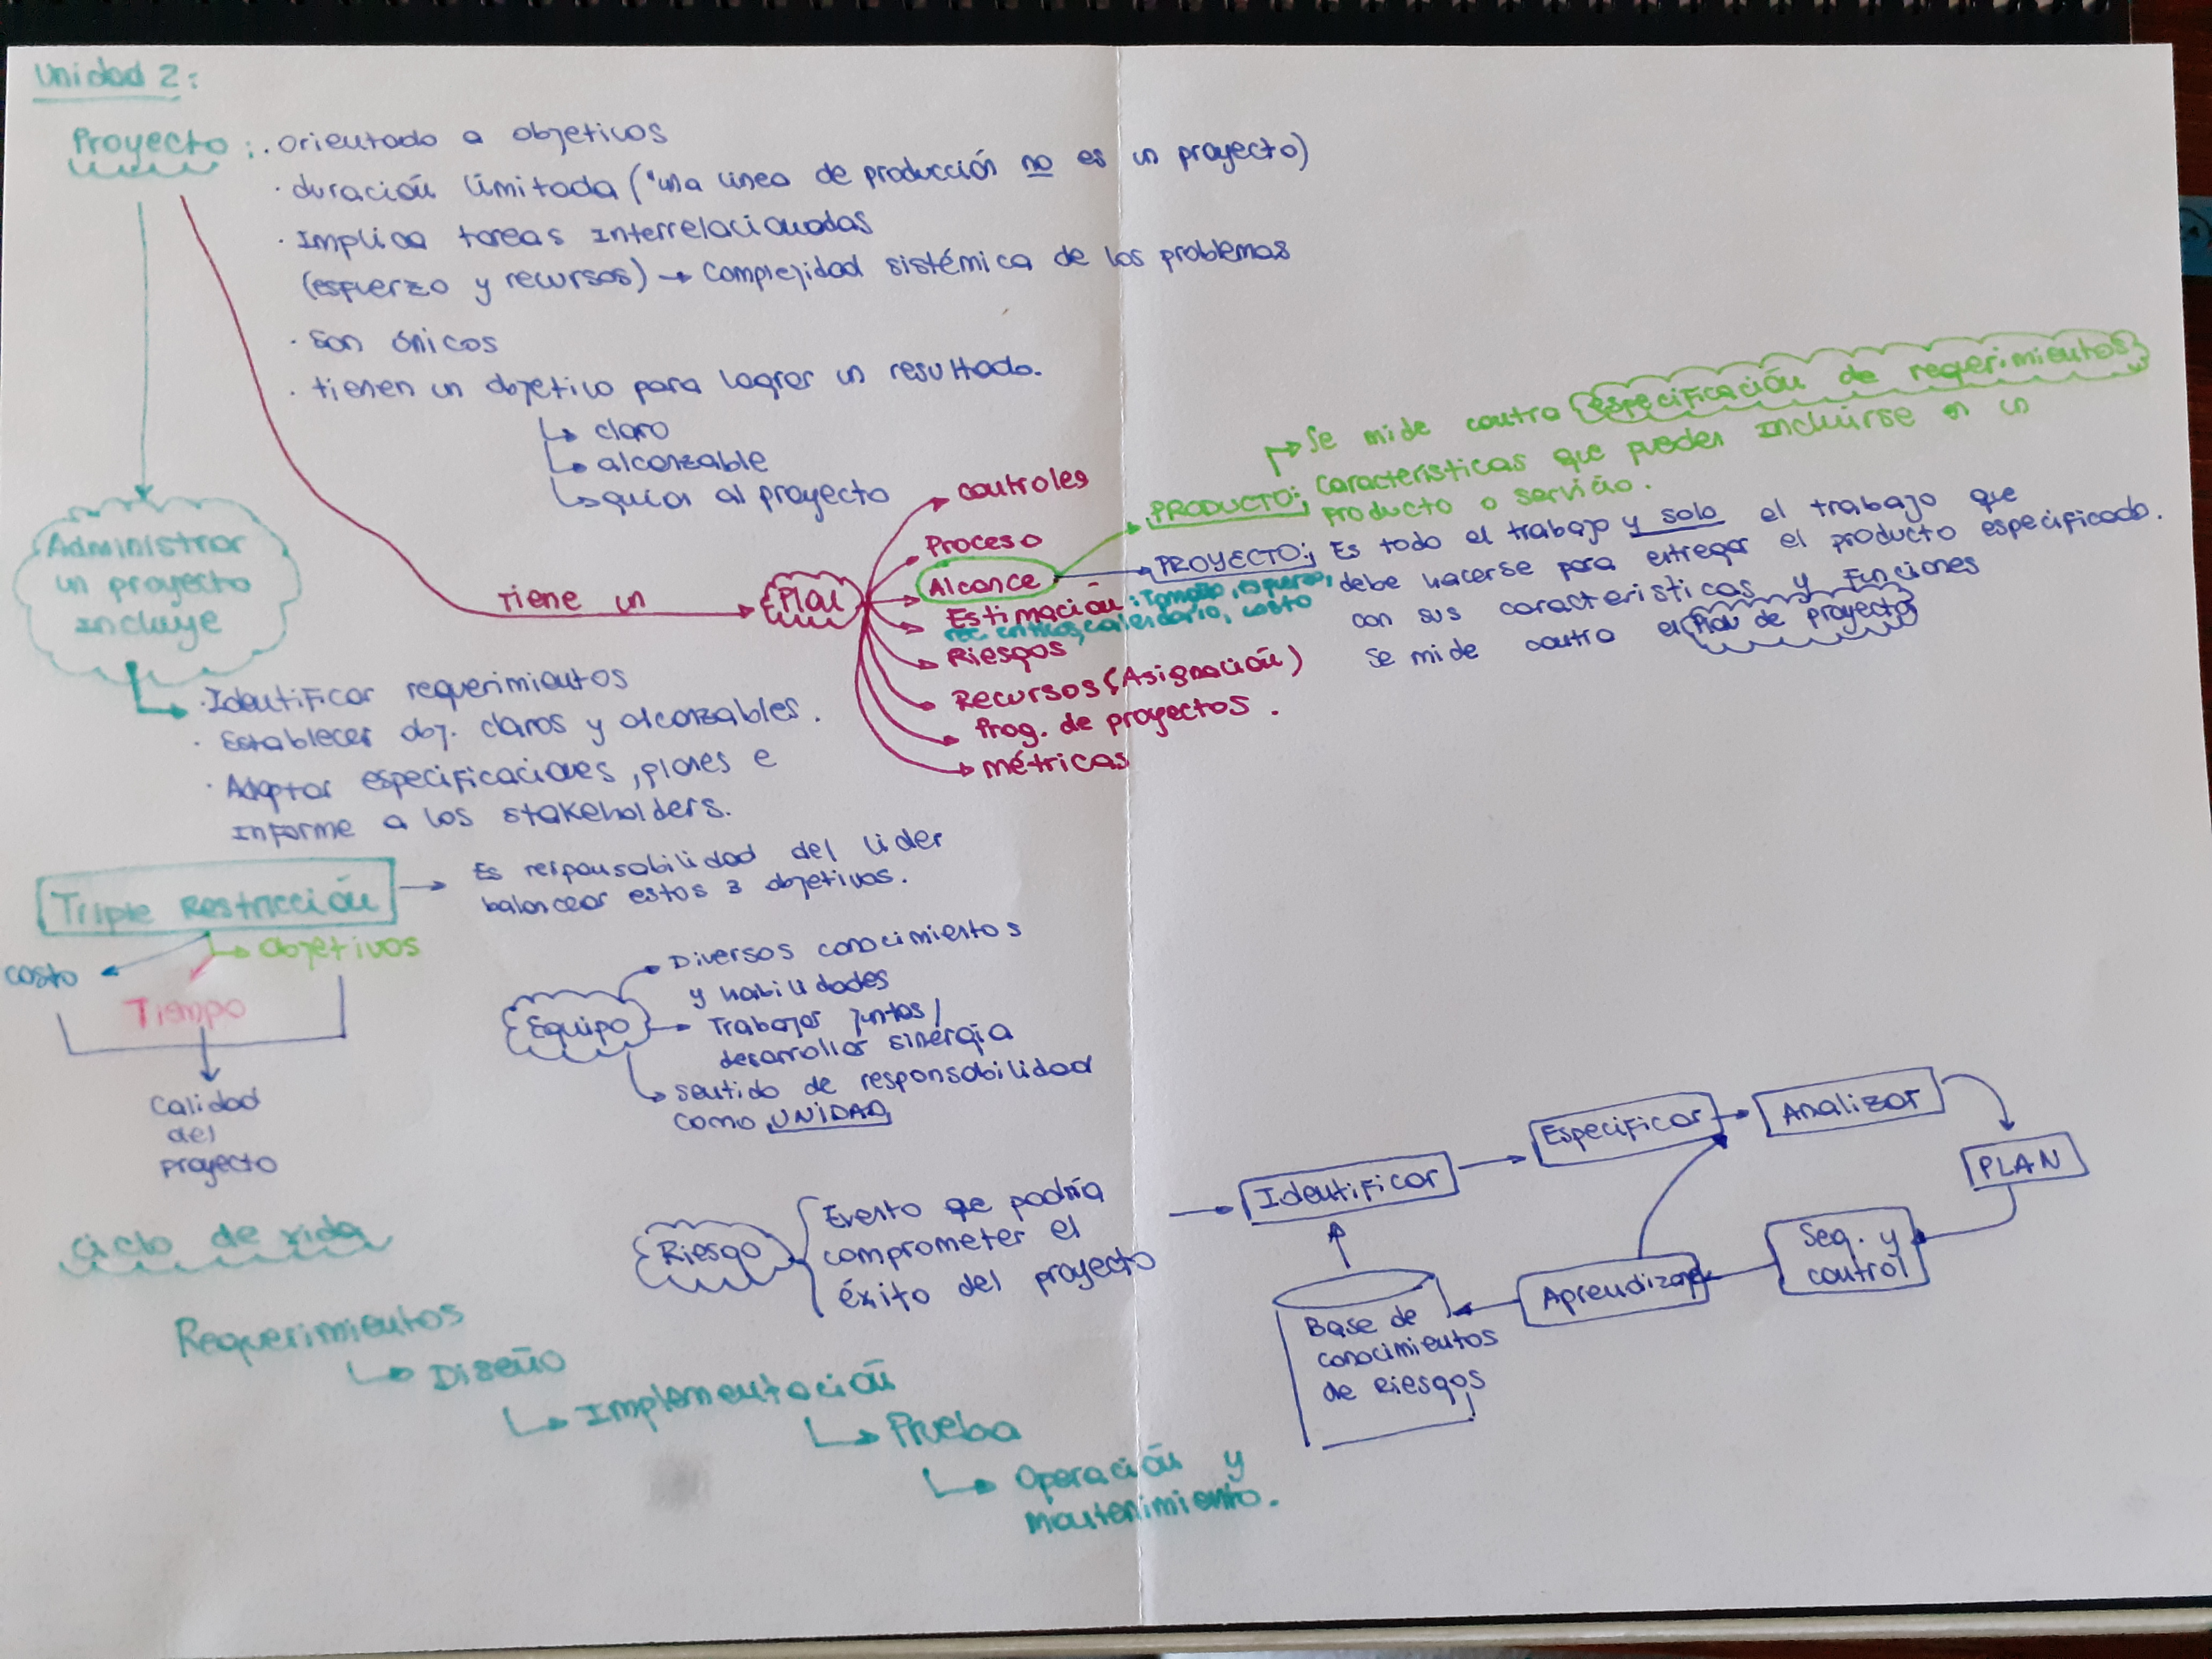 Unidad 2:
Proyecto:
· Orientado a objetivos
· duración limitada ("una linea de producción no es un proyecto)
· Implica tareas interrelacionadas
(esfuerzo y recursos) → Complejidad sistémica de los problemas
· Son únicos
· tienen un objetivo para lograr un resultado.
↳ claro
↳ alcanzable
↳ guiar al proyecto
Administrar
un proyecto
incluye
· Identificar requerimientos
· Establecer obj. claros y alcanzables.
· Adaptar especificaciones, planes e
informe a los stakeholders.
Tiene un
Plan
controles
Proceso
Alcance
Estimación: Tamaño, esfuerzo,
rec. críticos, calendario, costo
Riesgos
Recursos (Asignación)
Prog. de proyectos.
métricas
→ Se mide contra especificación de requerimientos
PRODUCTO: características que pueden incluirse en un
producto o servicio.
PROYECTO: Es todo el trabajo y solo el trabajo que
debe hacerse para entregar el producto especificado.
con sus características y funciones
Se mide contra el Plan de proyecto
Triple Restricción
→ Es responsabilidad del lider
balancear estos 3 objetivos.
Objetivos
costo
Tiempo
Calidad
del
proyecto
Equipo
Diversos conocimientos
y habilidades
Trabajar juntos/
desarrollar sinergia
sentido de responsabilidad
como UNIDAD
Riesgo
Evento que podría
comprometer el
éxito del proyecto
Identificar
Especificar
Analizar
PLAN
Seg. y
control
Aprendizaje
Base de
conocimientos
de Riesgos
Ciclo de vida
Requerimientos
↳ Diseño
↳ Implementación
↳ Prueba
↳ Operación y
mantenimiento.